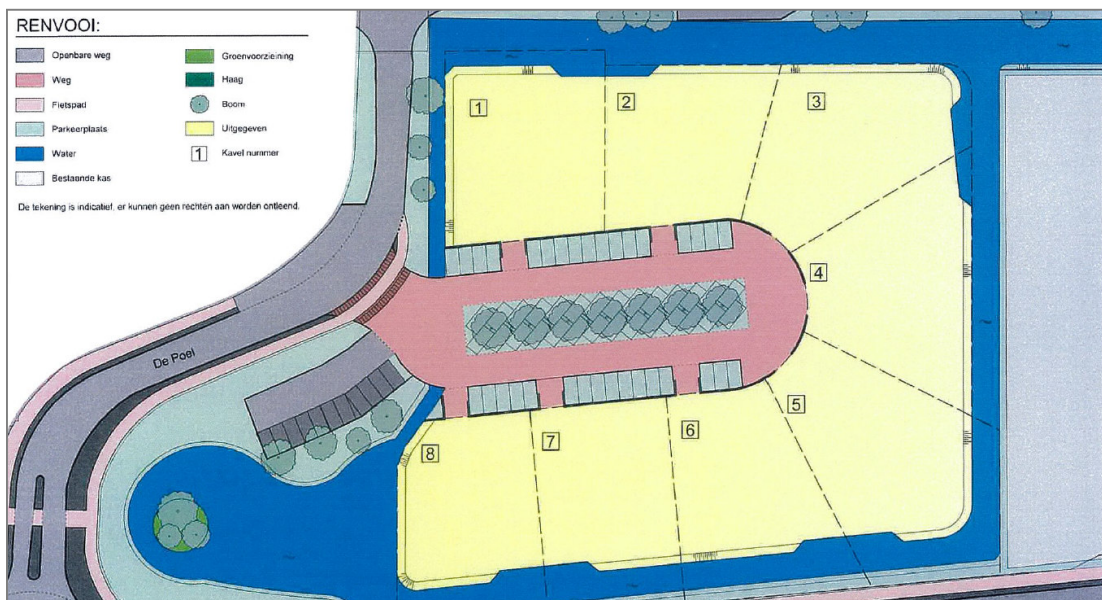 RENVOOI:
Openbare weg
Weg
Fietspad
Parkeerplaats
Water
Bestaande kas
Groenvoorzieining
Haag
Boom
Uitgegeven
1 Kavel nummer
De tekening is indicatief, er kunnen geen rechten aan worden ontleend.
1
2
3
4
De Poel
5
6
7
8